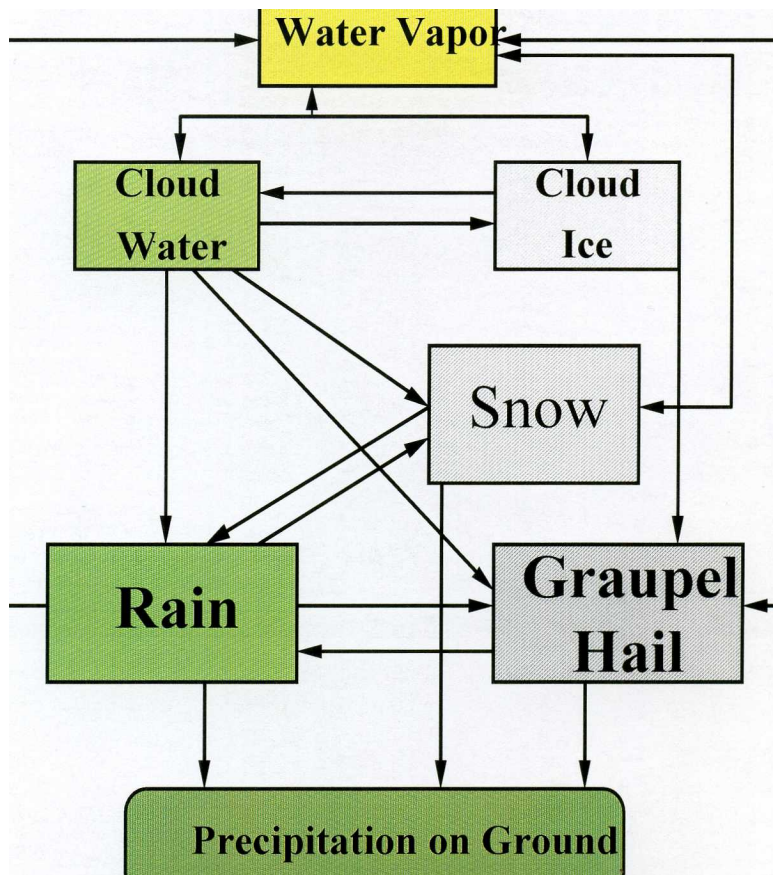 Water Vapor
Cloud
Water
Cloud
Ice
Snow
Rain
Graupel
Hail
Precipitation on Ground